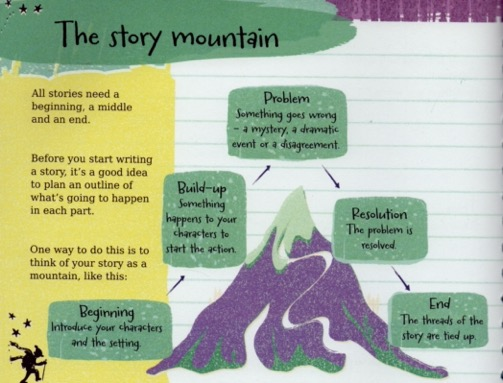 The story mountain
All stories need a
beginning, a middle
and an end.
Before you start writing
a story, it's a good idea
to plan an outline of
what's going to happen
in each part.
One way to do this is to
think of your story as a
mountain, like this:
Beginning
Introduce your characters
and the setting.
Build-up
Something
happens to your
characters to
start the action.
Problem
Something goes wrong
– a mystery, a dramatic
event or a disagreement.
Resolution
The problem is
resolved.
End
The threads of the
story are tied up.